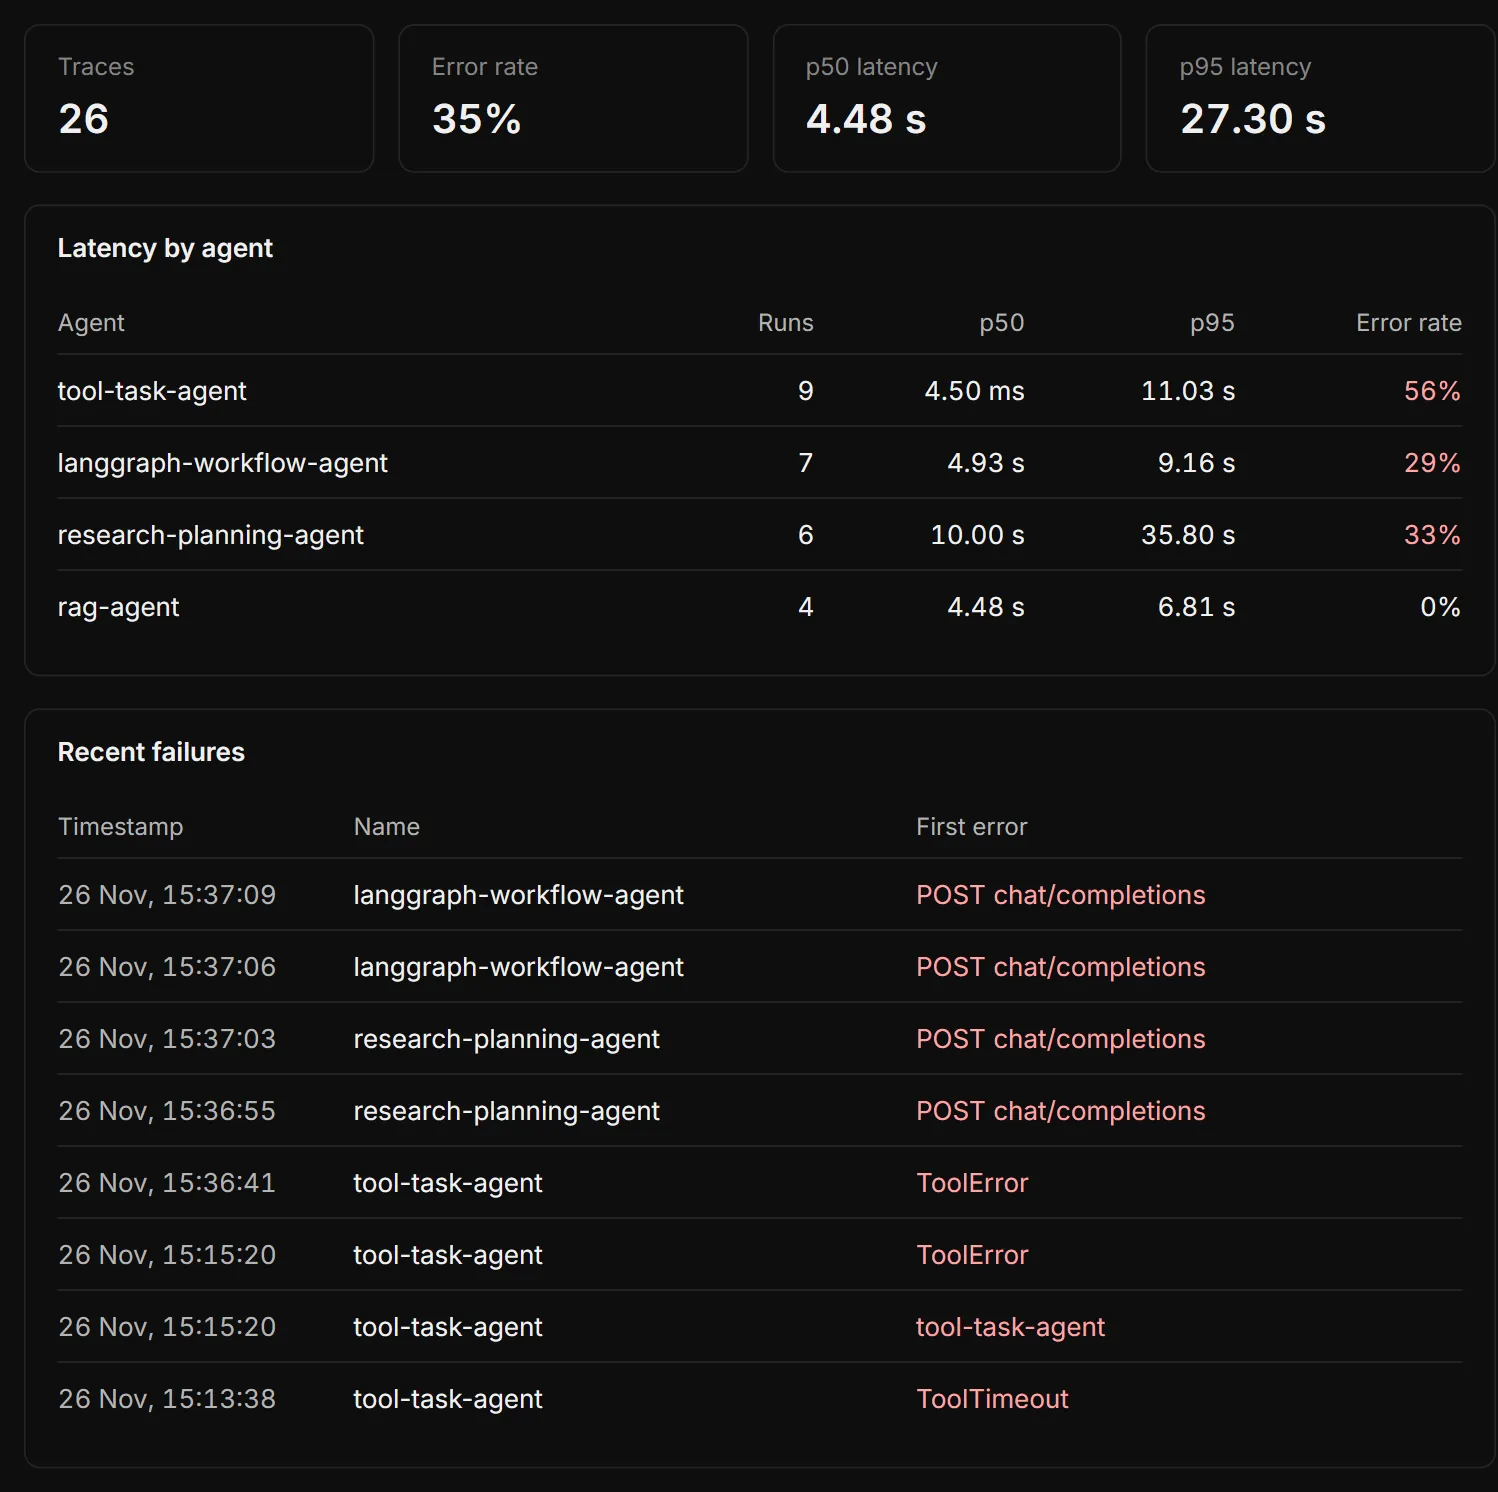 Traces
26
Error rate
35%
p50 latency
4.48 s
p95 latency
27.30 s
Latency by agent
Agent Runs p50 p95 Error rate
tool-task-agent 9 4.50 ms 11.03 s 56%
langgraph-workflow-agent 7 4.93 s 9.16 s 29%
research-planning-agent 6 10.00 s 35.80 s 33%
rag-agent 4 4.48 s 6.81 s 0%
Recent failures
Timestamp Name First error
26 Nov, 15:37:09 langgraph-workflow-agent POST chat/completions
26 Nov, 15:37:06 langgraph-workflow-agent POST chat/completions
26 Nov, 15:37:03 research-planning-agent POST chat/completions
26 Nov, 15:36:55 research-planning-agent POST chat/completions
26 Nov, 15:36:41 tool-task-agent ToolError
26 Nov, 15:15:20 tool-task-agent ToolError
26 Nov, 15:15:20 tool-task-agent tool-task-agent
26 Nov, 15:13:38 tool-task-agent ToolTimeout